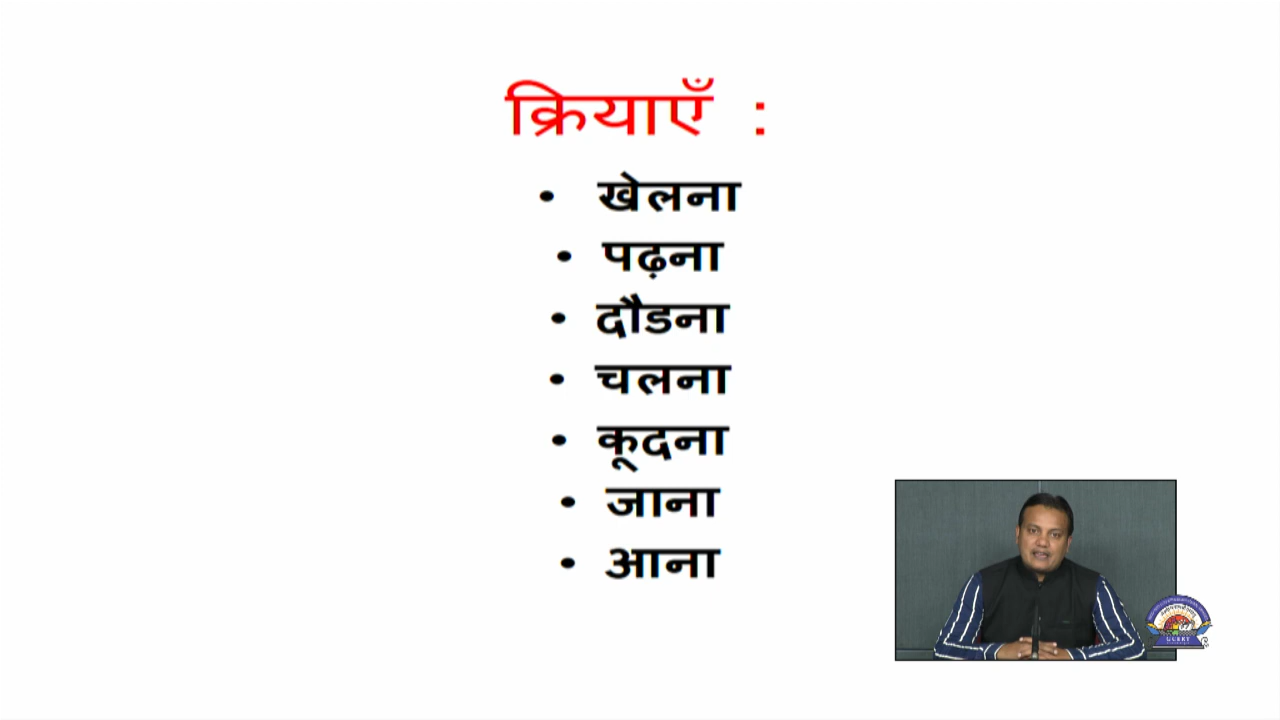 क्रियाएँ :
• खेलना
• पढ़ना
• दौडना
• चलना
• कूदना
• जाना
• आना